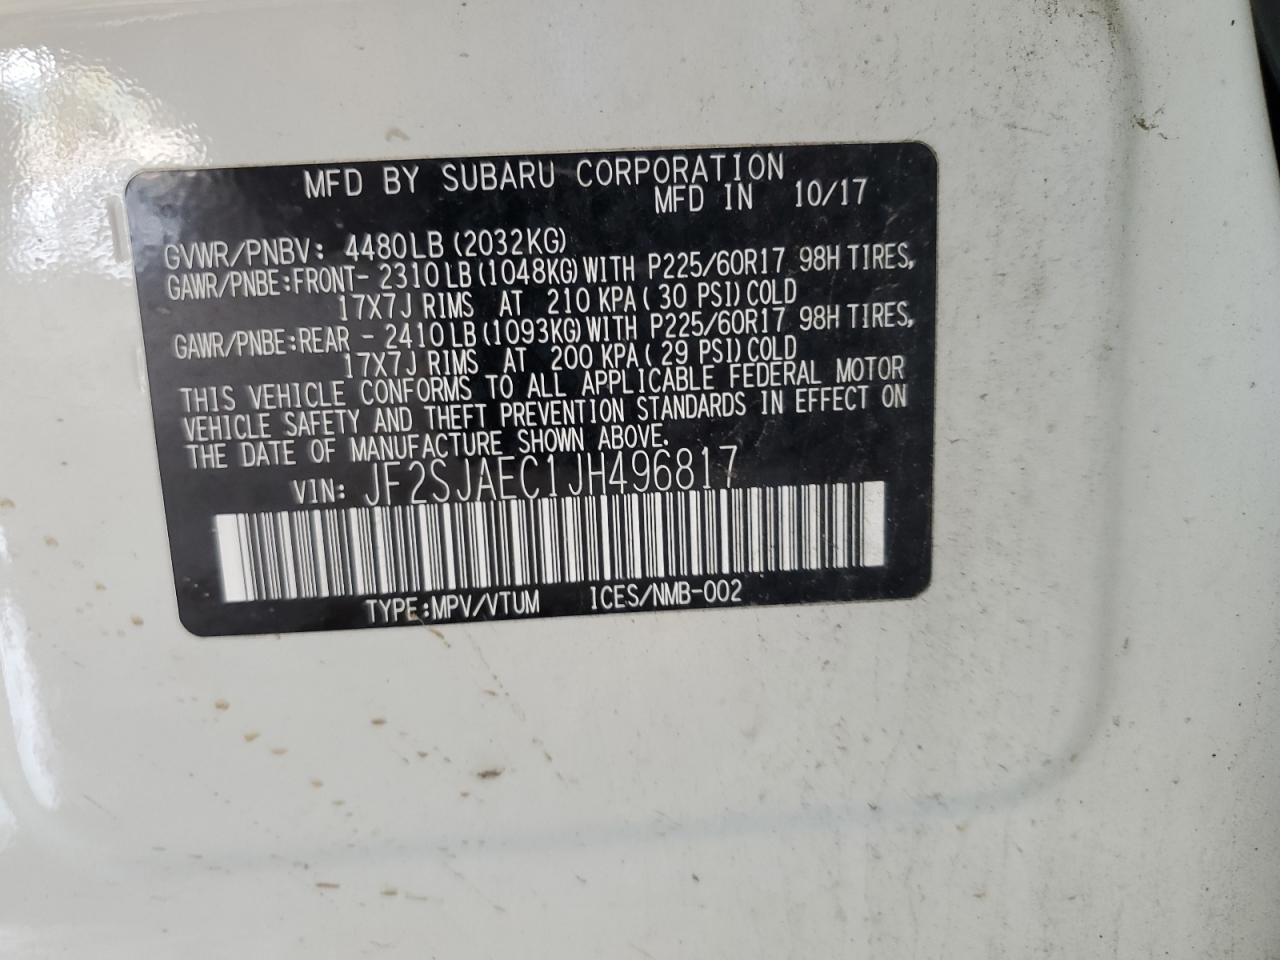 MFD BY SUBARU CORPORATION
MFD IN 10/17
GVWR/PNBV: 4480LB (2032KG)
GAWR/PNBE:FRONT- 2310LB(1048KG)WITH P225/60R17 98H TIRES,
17X7J RIMS AT 210 KPA( 30 PSI)COLD
GAWR/PNBE:REAR - 2410LB(1093KG)WITH P225/60R17 98H TIRES,
17X7J RIMS AT 200 KPA( 29 PSI)COLD
THIS VEHICLE CONFORMS TO ALL APPLICABLE FEDERAL MOTOR
VEHICLE SAFETY AND THEFT PREVENTION STANDARDS IN EFFECT ON
THE DATE OF MANUFACTURE SHOWN ABOVE.
VIN: JF2SJAEC1JH496817
TYPE:MPV/VTUM ICES/NMB-002